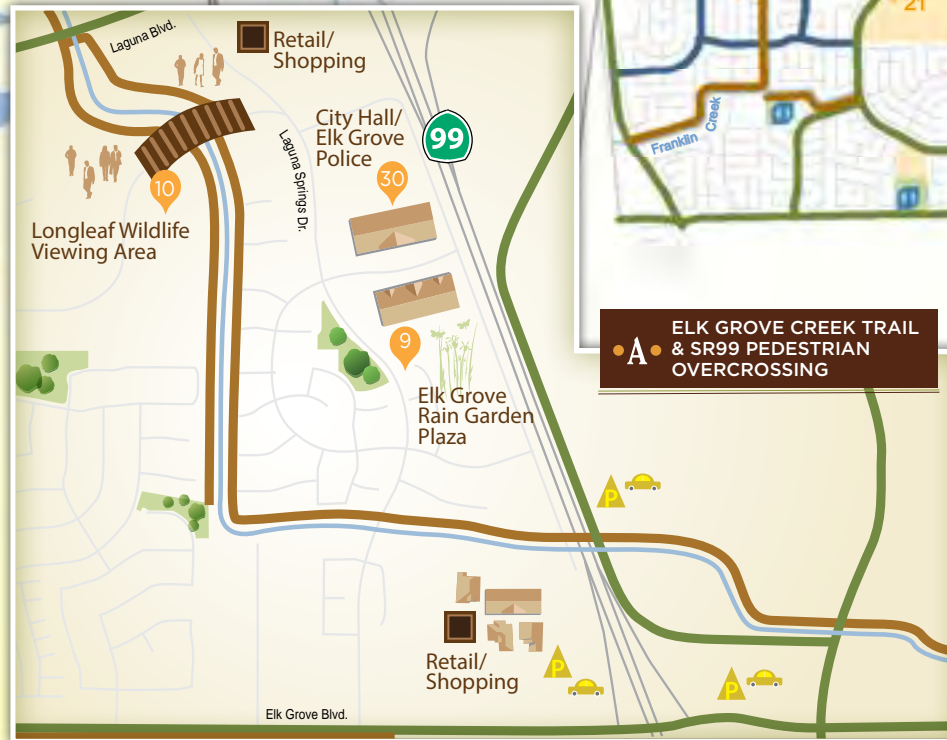 Laguna Blvd.
Retail/
Shopping
21
City Hall/
Elk Grove
Police
99
Laguna Springs Dr.
Franklin Creek
30
10
Longleaf Wildlife
Viewing Area
9
Elk Grove
Rain Garden
Plaza
A
ELK GROVE CREEK TRAIL
& SR99 PEDESTRIAN
OVERCROSSING
P
Retail/
Shopping
P
P
Elk Grove Blvd.